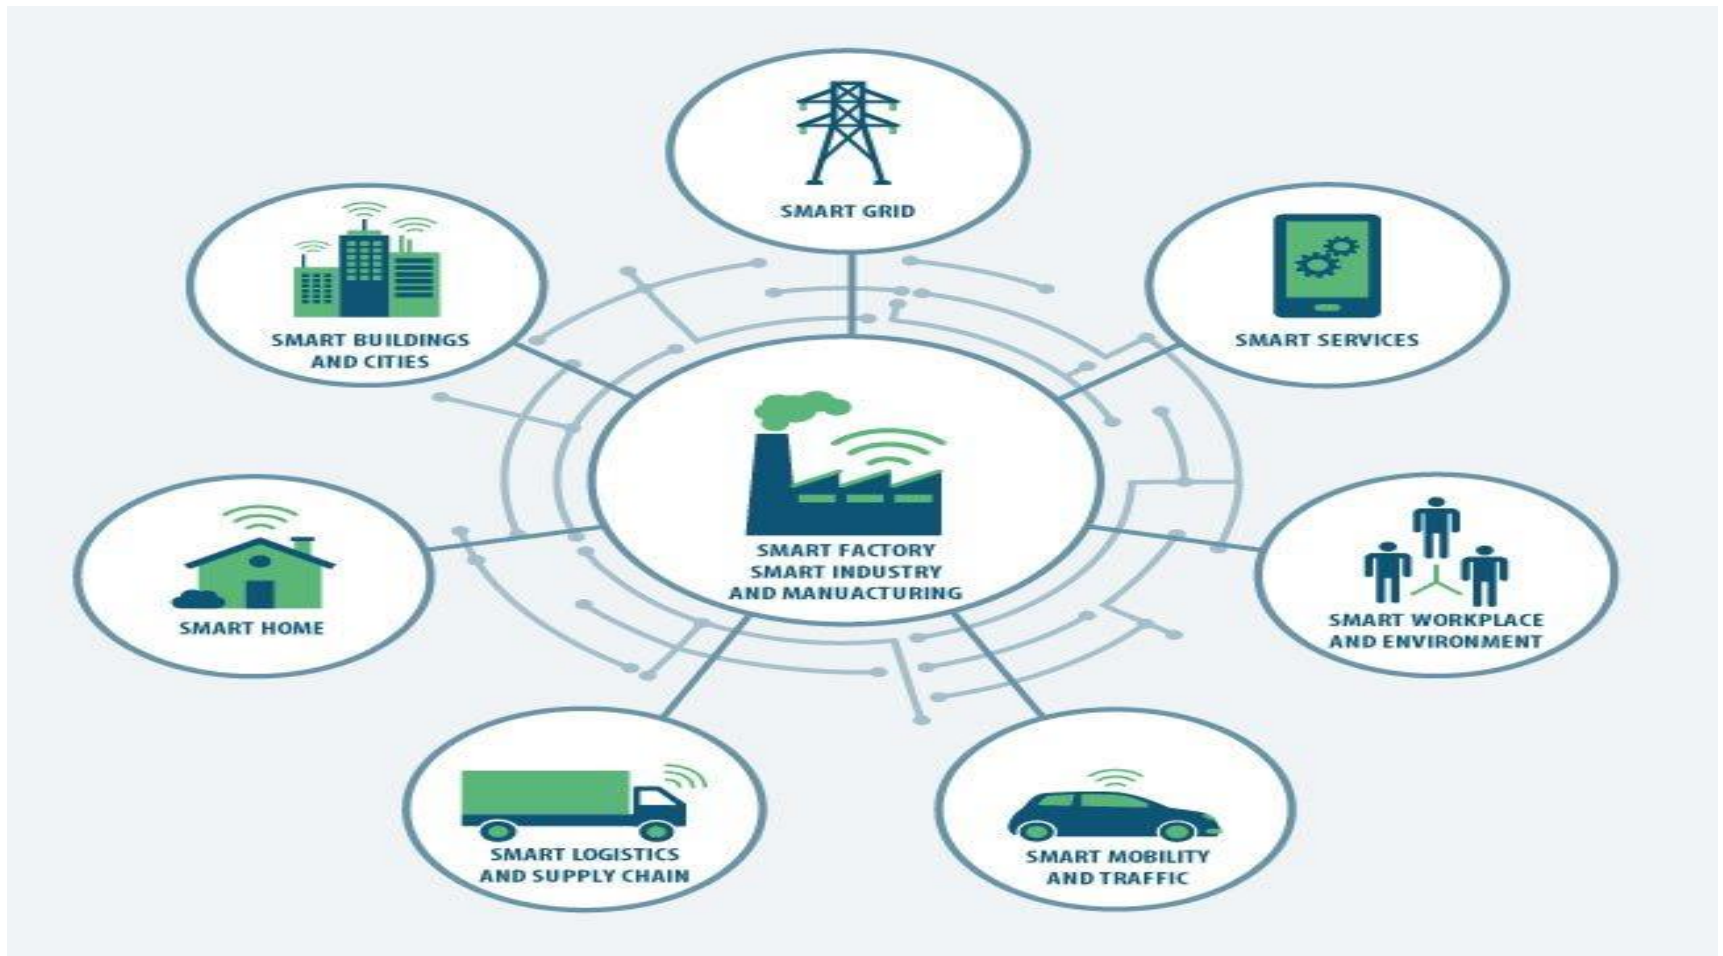 SMART GRID
SMART BUILDINGS
AND CITIES
SMART SERVICES
SMART FACTORY
SMART INDUSTRY
AND MANUACTURING
SMART HOME
SMART WORKPLACE
AND ENVIRONMENT
SMART LOGISTICS
AND SUPPLY CHAIN
SMART MOBILITY
AND TRAFFIC